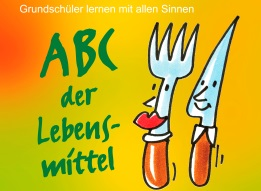 Grundschüler lernen mit allen Sinnen
ABC
der
Lebens-
mittel